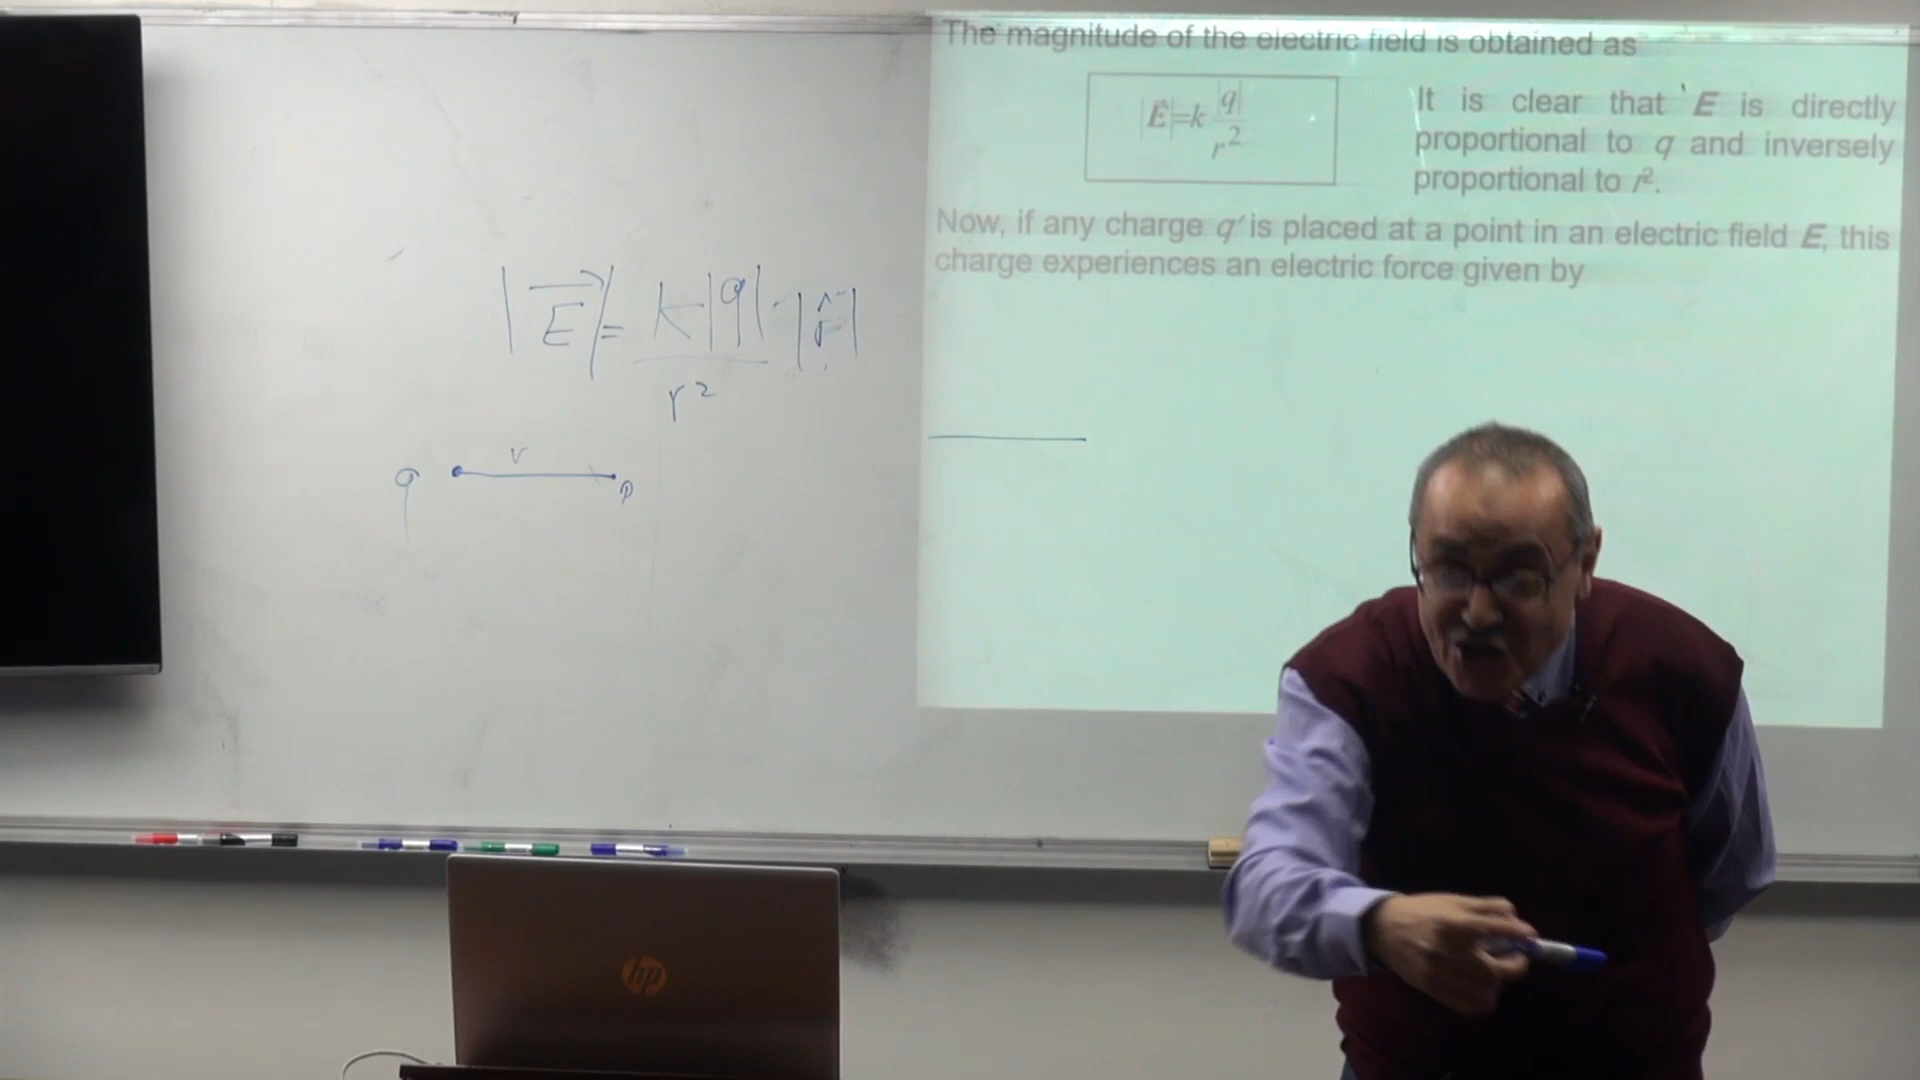 The magnitude of the electric field is obtained as
|E⃗|=k |q| / r²
It is clear that E is directly
proportional to q and inversely
proportional to r².
Now, if any charge q′ is placed at a point in an electric field E, this
charge experiences an electric force given by
|E⃗| = k|q| / r² |r̂|
q r p
hp